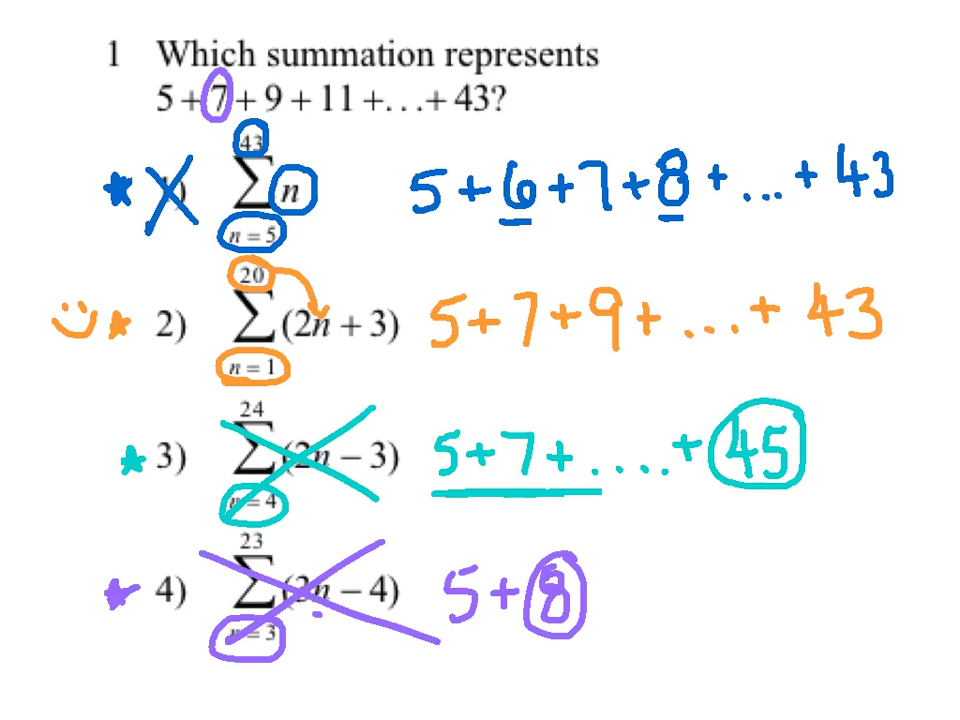 1 Which summation represents
5 + 7 + 9 + 11 +. . .+ 43?
43
∑ n
n = 5
5 + 6 + 7 + 8 + ... + 43
20
2) ∑ (2n + 3) 5 + 7 + 9 + ... + 43
n = 1
24
3) ∑ (2n − 3) 5 + 7 + .... + 45
n = 4
23
4) ∑ (3n − 4) 5 + 8
n = 3